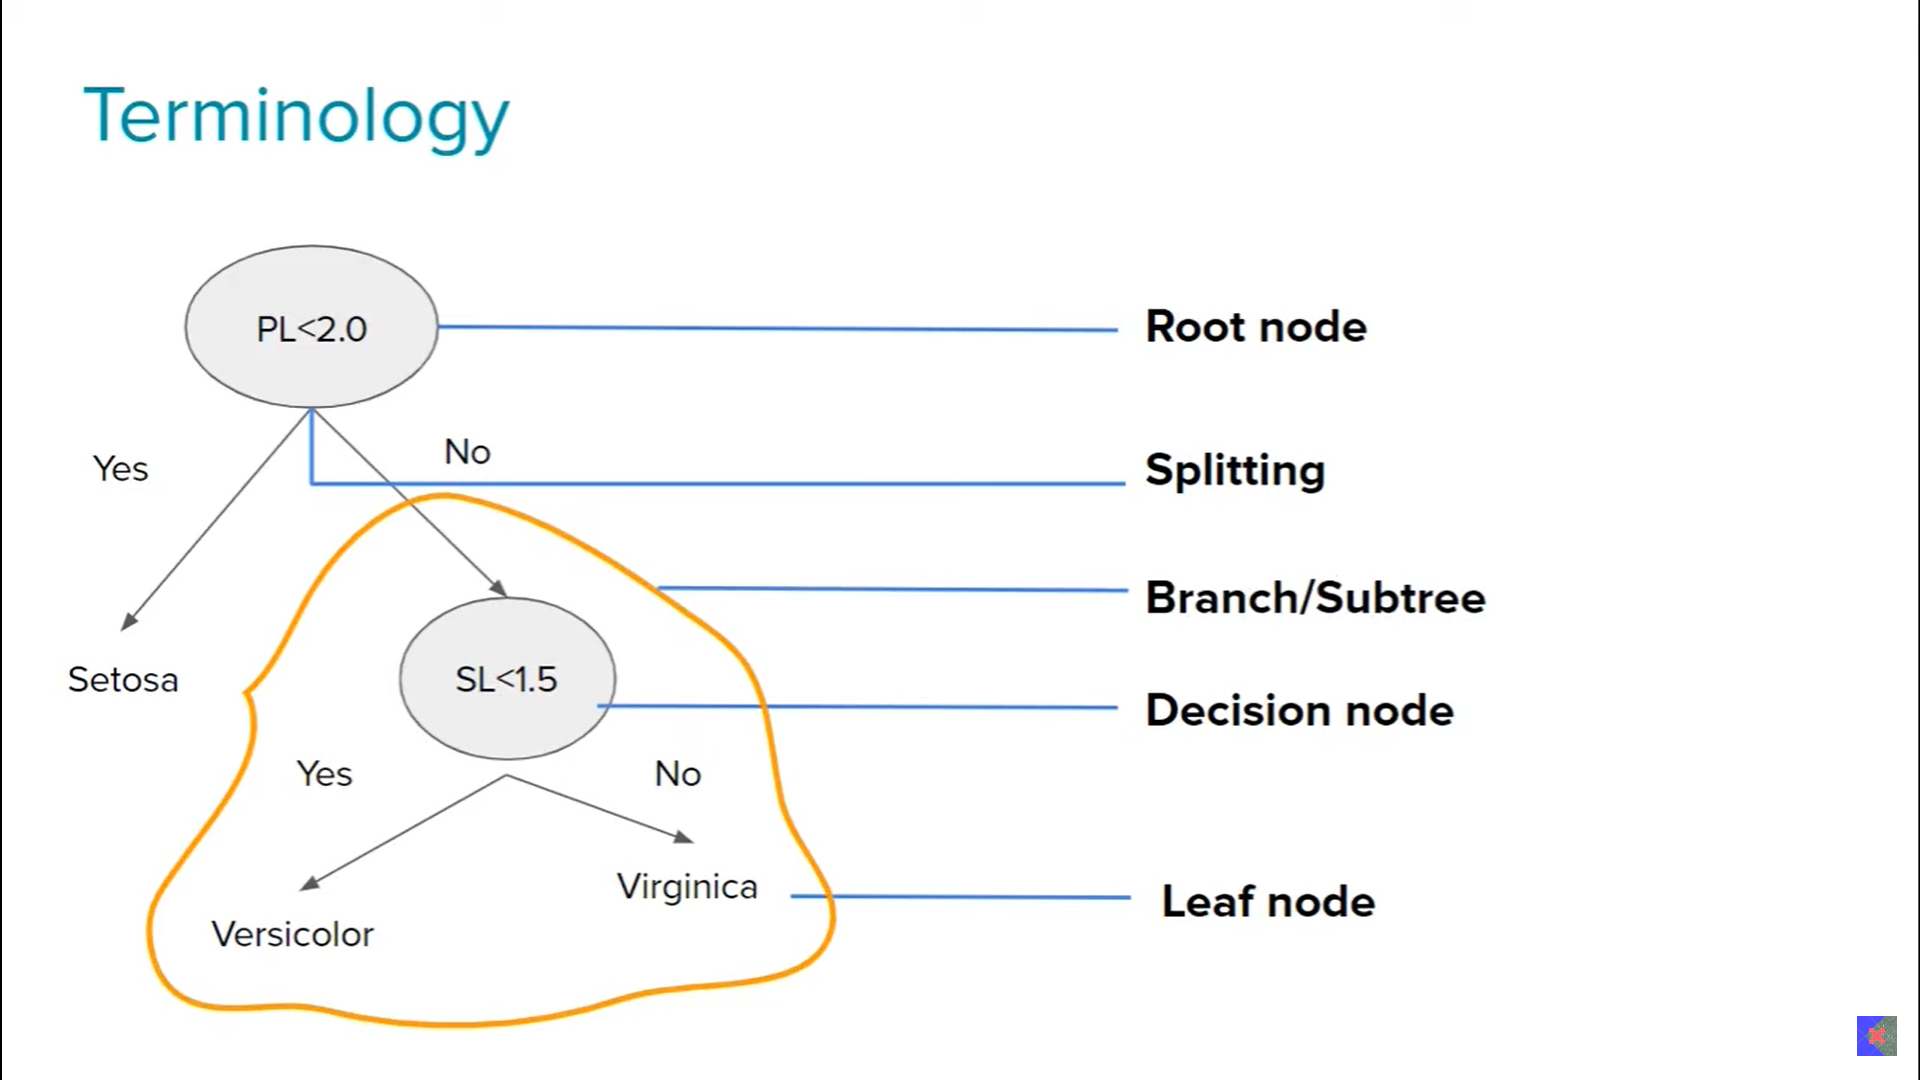 Terminology
PL<2.0
Root node
Yes
No
Splitting
Branch/Subtree
Setosa
SL<1.5
Decision node
Yes
No
Virginica
Leaf node
Versicolor